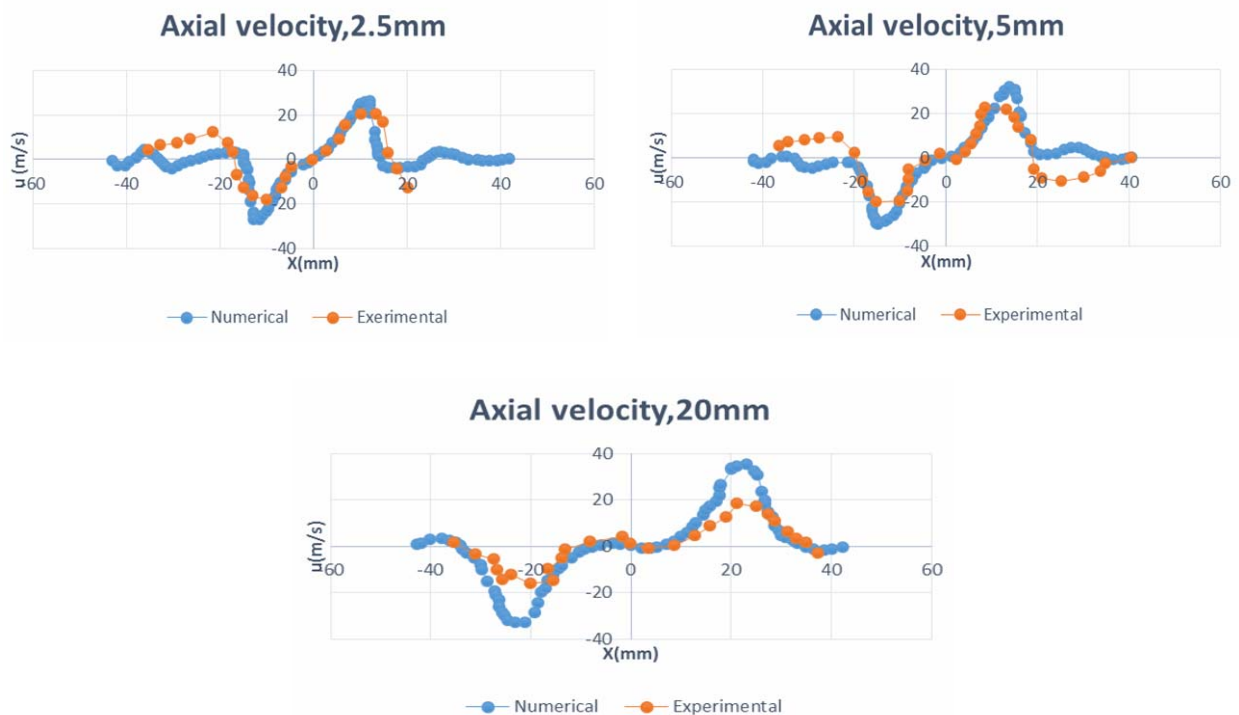 Axial velocity,2.5mm
40
20
0
-60
-40
-20
0
20
40
60
-20
-40
u(m/s)
X(mm)
Numerical
Exerimental
Axial velocity,5mm
40
20
0
-60
-40
-20
0
20
40
60
-20
-40
u(m/s)
X(mm)
Numerical
Experimental
Axial velocity,20mm
40
20
0
-60
-40
-20
0
20
40
60
-20
-40
u(m/s)
X(mm)
Numerical
Experimental